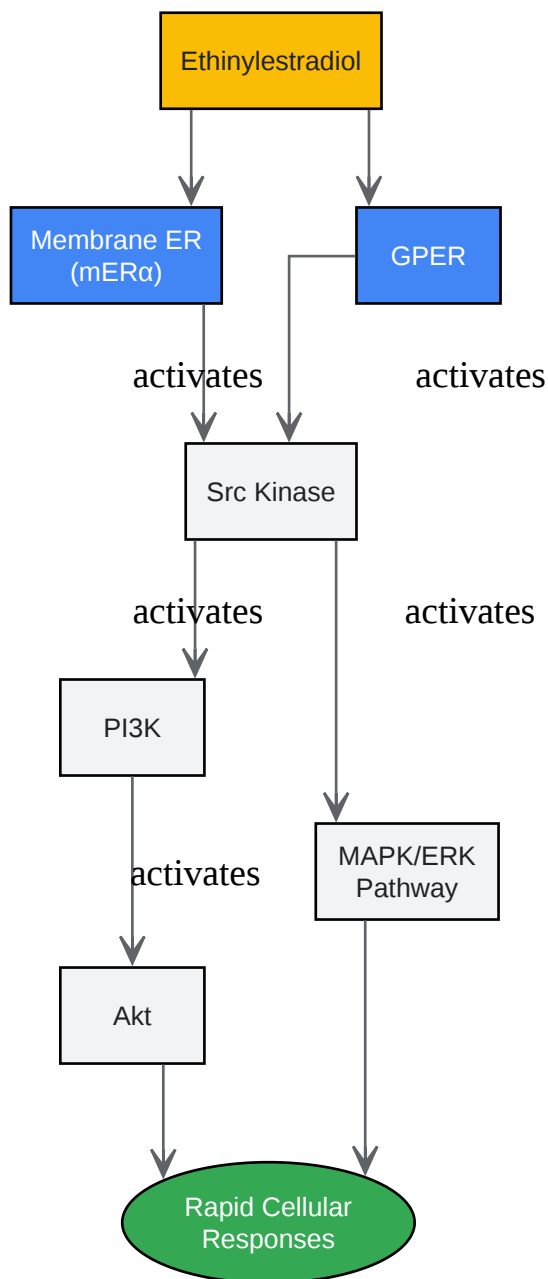 Ethinylestradiol
Membrane ER
(mERα)
GPER
activates
activates
Src Kinase
activates
activates
PI3K
MAPK/ERK
Pathway
activates
Akt
Rapid Cellular
Responses